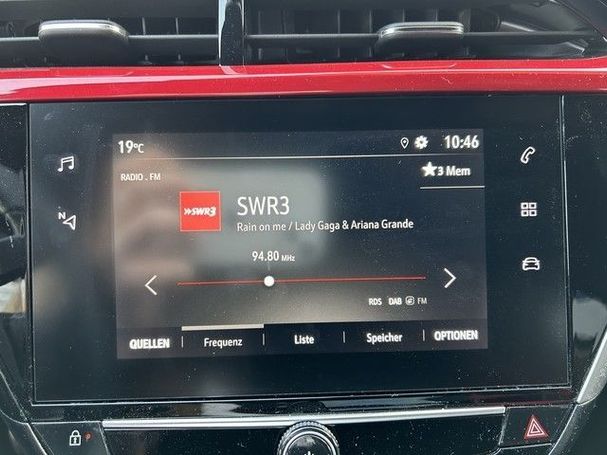 19°C
10:46
RADIO . FM
★3 Mem
»SWR3
SWR3
Rain on me / Lady Gaga & Ariana Grande
94.80 MHz
N
RDS DAB FM
QUELLEN
Frequenz
Liste
Speicher
OPTIONEN
P